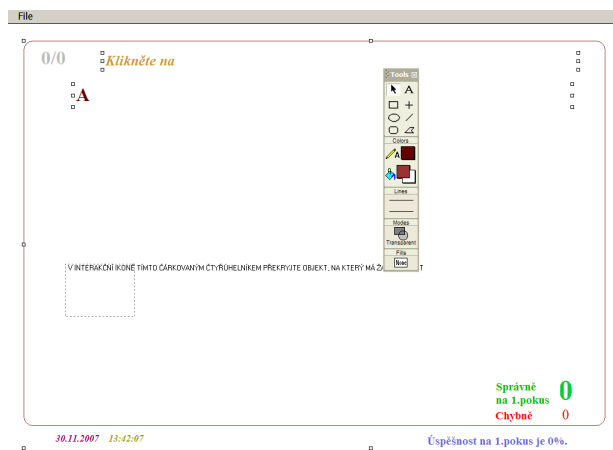 File
0/0
Klikněte na
A
Tools
A
Colors
A
Lines
Modes
Transparent
Fills
None
V INTERAKČNÍ IKONĚ TÍMTO ČÁRKOVANÝM ČTYŘÚHELNÍKEM PŘEKRYJTE OBJEKT, NA KTERÝ MÁ
Správně
na 1.pokus 0
Chybně 0
30.11.2007 13:42:07
Úspěšnost na 1.pokus je 0%.